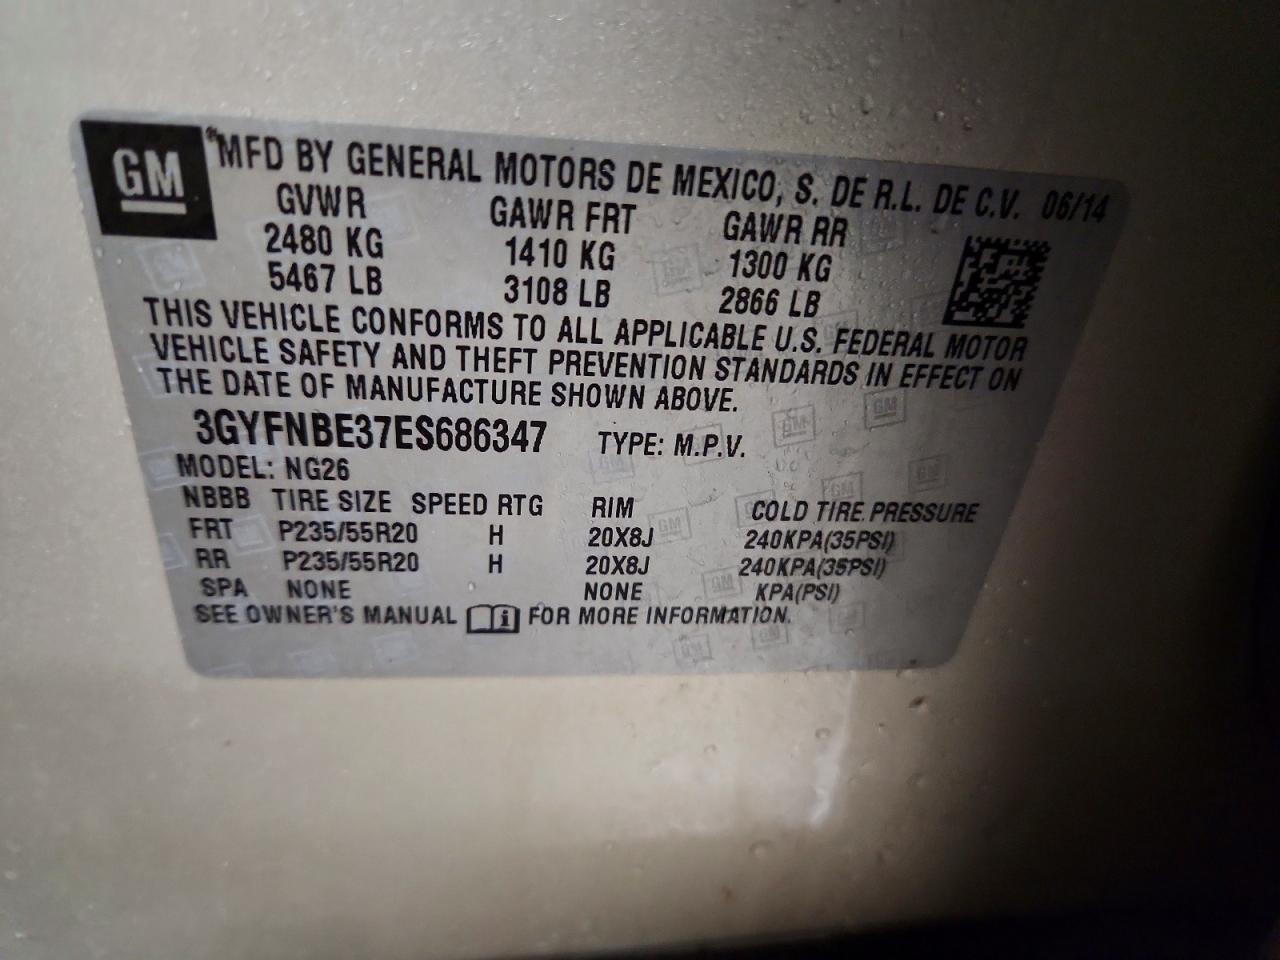 GM
MFD BY GENERAL MOTORS DE MEXICO, S. DE R.L. DE C.V. 06/14
GVWR GAWR FRT GAWR RR
2480 KG 1410 KG 1300 KG
5467 LB 3108 LB 2866 LB
THIS VEHICLE CONFORMS TO ALL APPLICABLE U.S. FEDERAL MOTOR
VEHICLE SAFETY AND THEFT PREVENTION STANDARDS IN EFFECT ON
THE DATE OF MANUFACTURE SHOWN ABOVE.
3GYFNBE37ES686347 TYPE: M.P.V.
MODEL: NG26
NBBB TIRE SIZE SPEED RTG RIM COLD TIRE PRESSURE
FRT P235/55R20 H 20X8J 240KPA(35PSI)
RR P235/55R20 H 20X8J 240KPA(35PSI)
SPA NONE NONE KPA(PSI)
SEE OWNER'S MANUAL i FOR MORE INFORMATION.